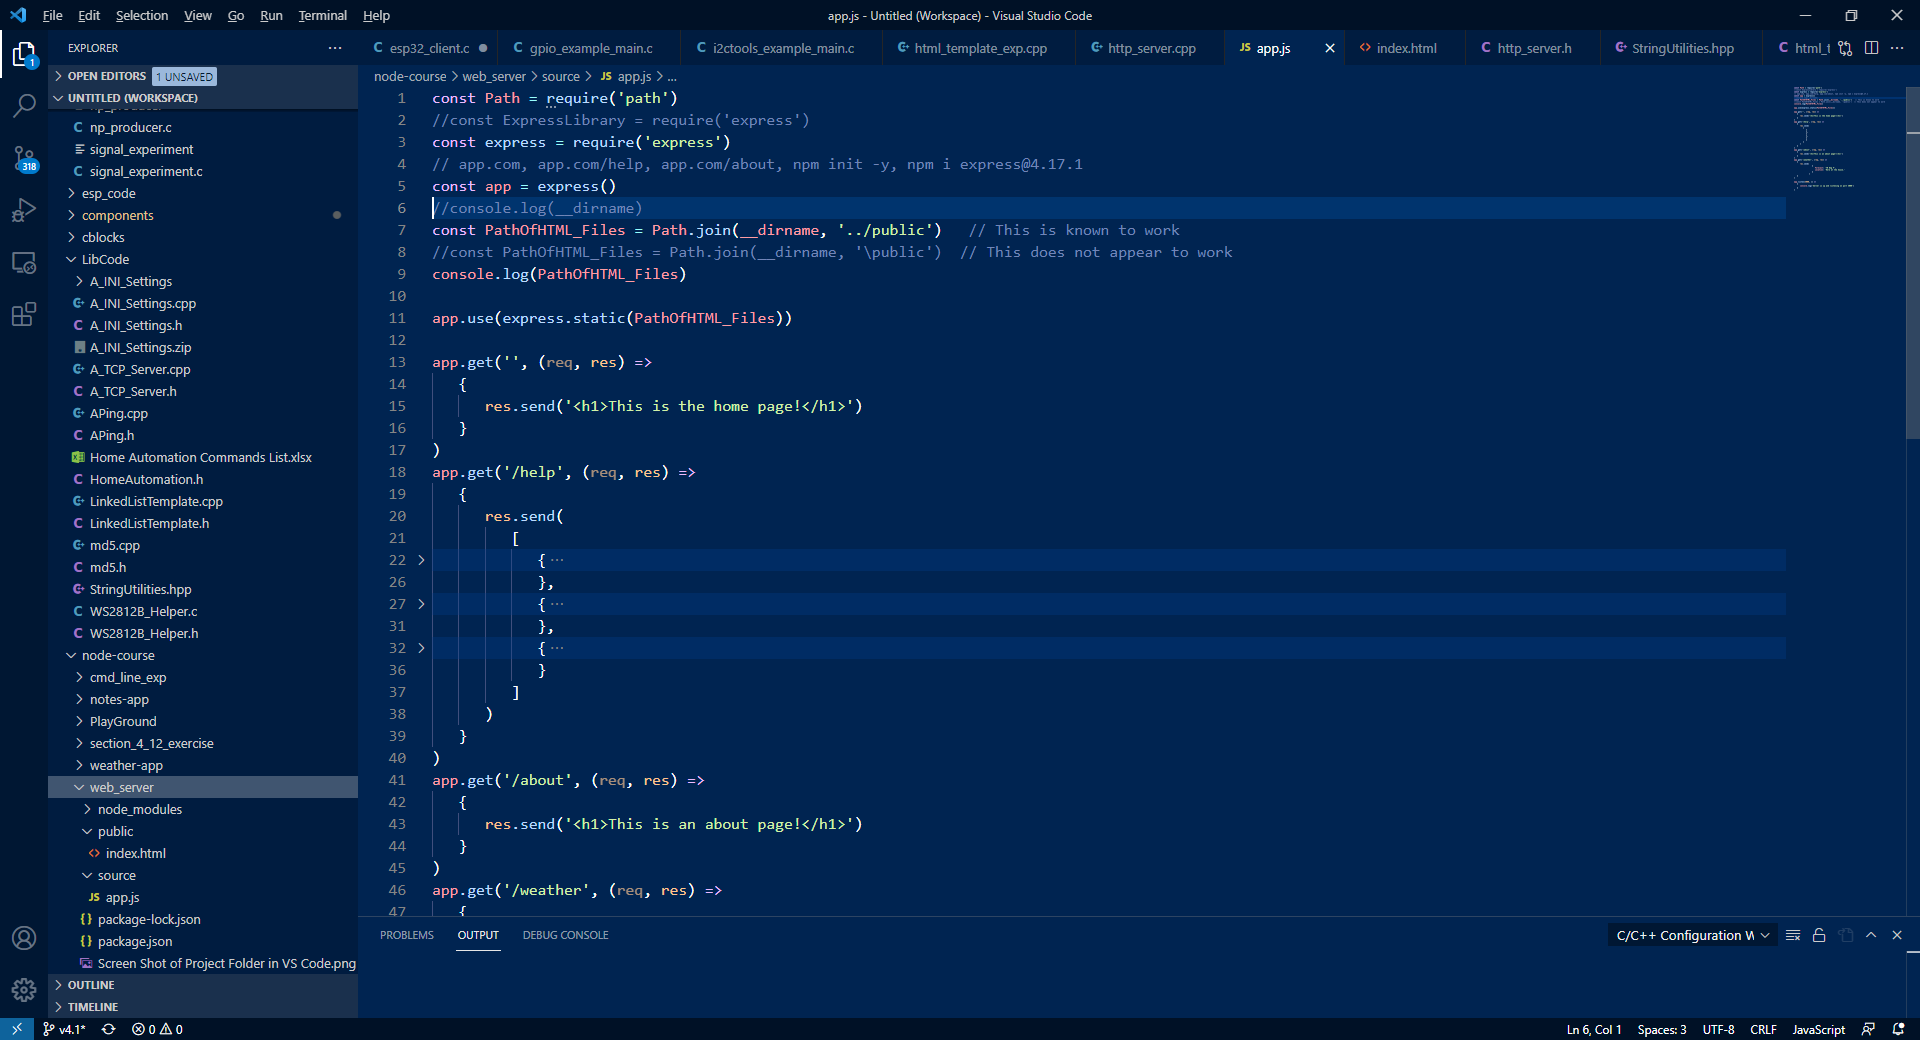 File Edit Selection View Go Run Terminal Help
app.js - Untitled (Workspace) - Visual Studio Code
EXPLORER
OPEN EDITORS 1 UNSAVED
UNTITLED (WORKSPACE)
np_producer.c
signal_experiment
signal_experiment.c
esp_code
components
cblocks
LibCode
A_INI_Settings
A_INI_Settings.cpp
A_INI_Settings.h
A_INI_Settings.zip
A_TCP_Server.cpp
A_TCP_Server.h
APing.cpp
APing.h
Home Automation Commands List.xlsx
HomeAutomation.h
LinkedListTemplate.cpp
LinkedListTemplate.h
md5.cpp
md5.h
StringUtilities.hpp
WS2812B_Helper.c
WS2812B_Helper.h
node-course
cmd_line_exp
notes-app
PlayGround
section_4_12_exercise
weather-app
web_server
node_modules
public
index.html
source
JS app.js
{} package-lock.json
{} package.json
Screen Shot of Project Folder in VS Code.png
OUTLINE
TIMELINE
1
318
C esp32_client.c
C gpio_example_main.c
C i2ctools_example_main.c
html_template_exp.cpp
http_server.cpp
JS app.js
<> index.html
C http_server.h
StringUtilities.hpp
C html_t
node-course > web_server > source > JS app.js > ...
1 const Path = require('path')
2 //const ExpressLibrary = require('express')
3 const express = require('express')
4 // app.com, app.com/help, app.com/about, npm init -y, npm i express@4.17.1
5 const app = express()
6 //console.log(__dirname)
7 const PathOfHTML_Files = Path.join(__dirname, '../public')   // This is known to work
8 //const PathOfHTML_Files = Path.join(__dirname, '\public')  // This does not appear to work
9 console.log(PathOfHTML_Files)
10
11 app.use(express.static(PathOfHTML_Files))
12
13 app.get('', (req, res) =>
14 {
15 res.send('<h1>This is the home page!</h1>')
16 }
17 )
18 app.get('/help', (req, res) =>
19 {
20 res.send(
21 [
22 { ...
26 },
27 { ...
31 },
32 { ...
36 }
37 ]
38 )
39 }
40 )
41 app.get('/about', (req, res) =>
42 {
43 res.send('<h1>This is an about page!</h1>')
44 }
45 )
46 app.get('/weather', (req, res) =>
47 {
PROBLEMS OUTPUT DEBUG CONSOLE
C/C++ Configuration W
v4.1* 0 0
Ln 6, Col 1 Spaces: 3 UTF-8 CRLF JavaScript